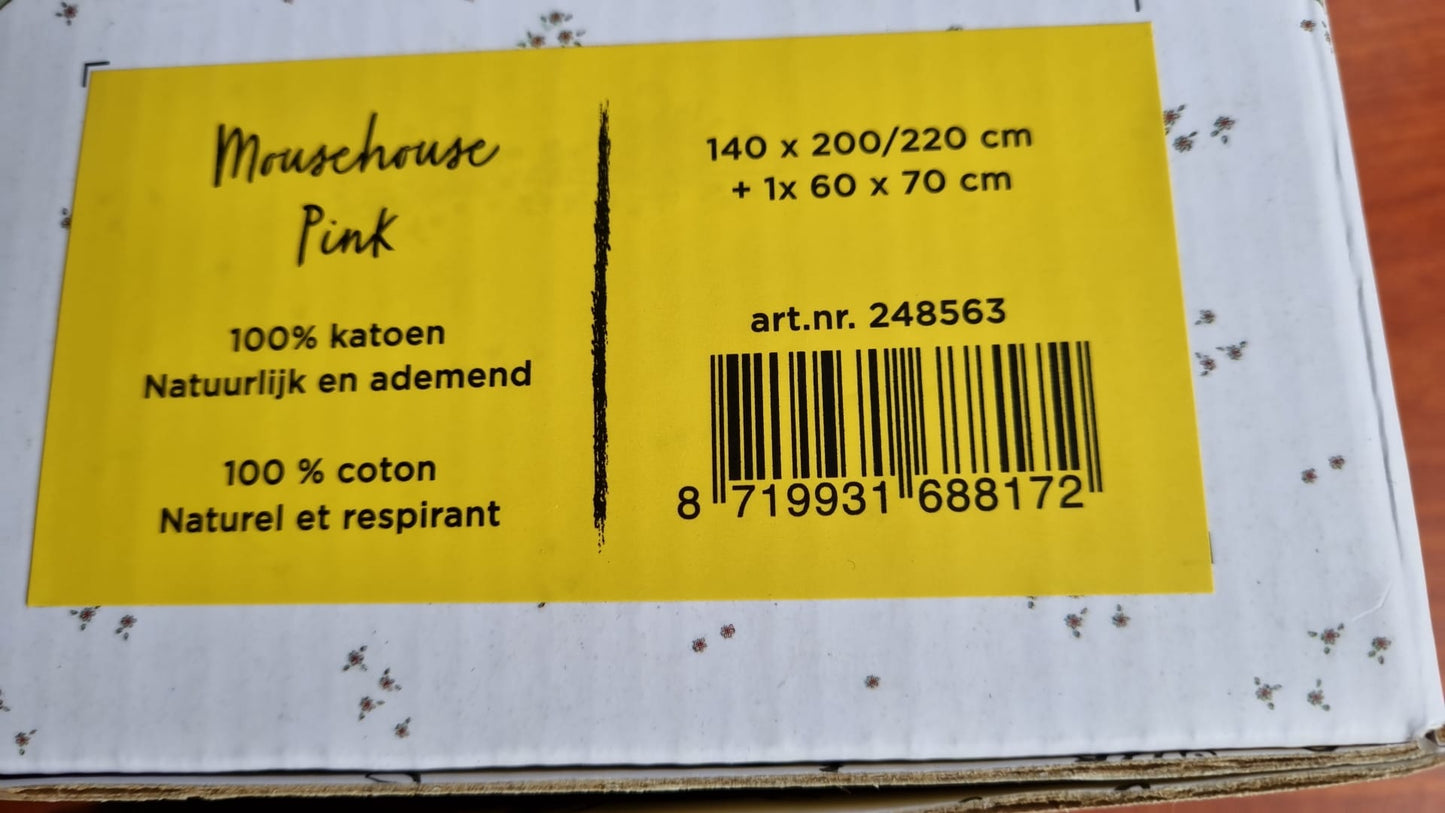 Mousehouse
Pink
100% katoen
Natuurlijk en ademend
100 % coton
Naturel et respirant
140 x 200/220 cm
+ 1x 60 x 70 cm
art.nr. 248563
8 719931 688172